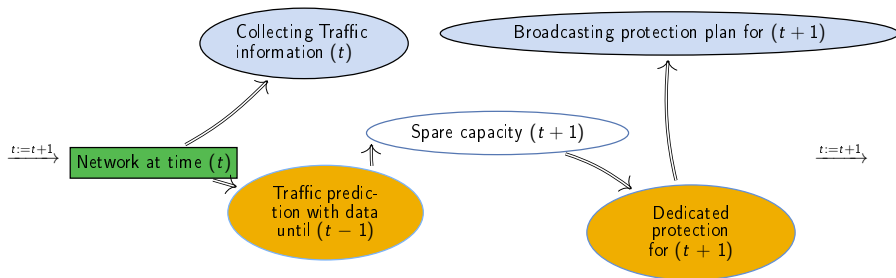 Collecting Traffic
information (t)
Broadcasting protection plan for (t + 1)
Spare capacity (t + 1)
t:=t+1
Network at time (t)
t:=t+1
Traffic predic-
tion with data
until (t − 1)
Dedicated
protection
for (t + 1)